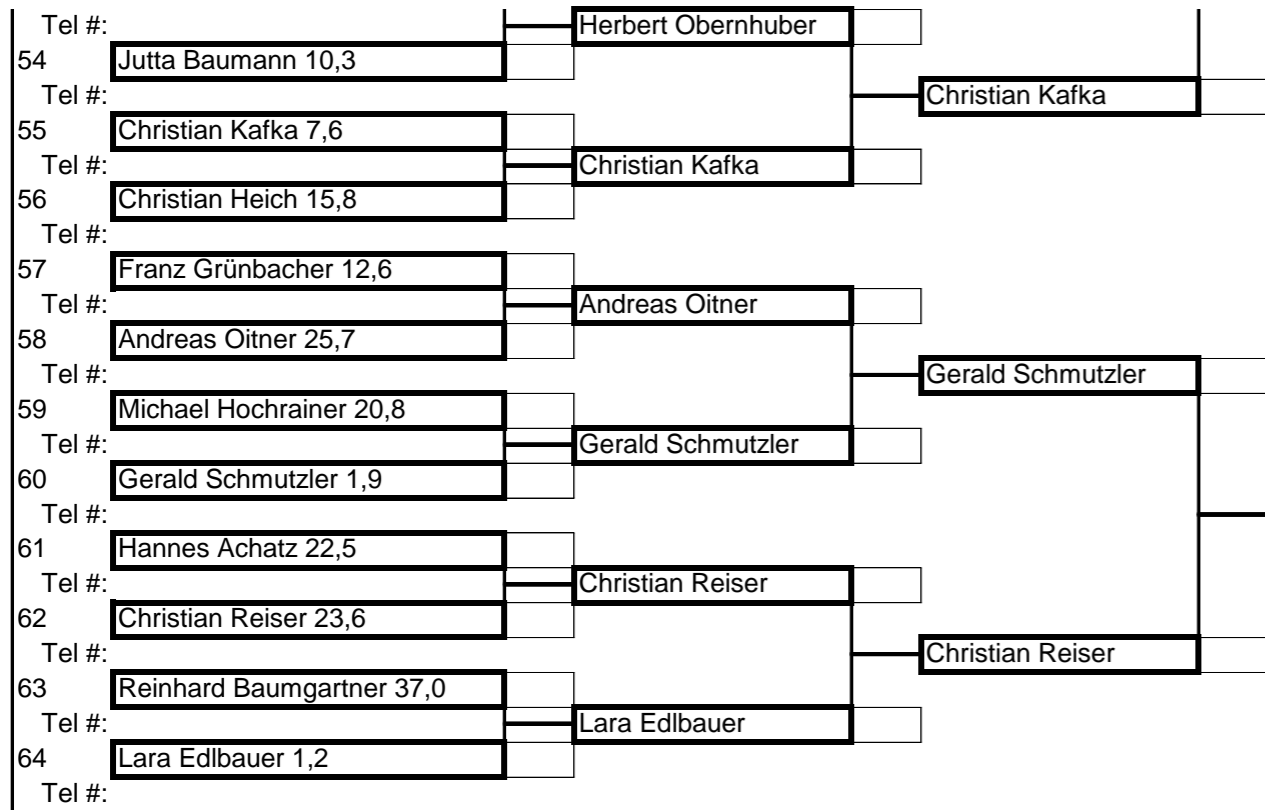 Tel #: Herbert Obernhuber
54 Jutta Baumann 10,3
Tel #: Christian Kafka
55 Christian Kafka 7,6
Tel #: Christian Kafka
56 Christian Heich 15,8
Tel #:
57 Franz Grünbacher 12,6
Tel #: Andreas Oitner
58 Andreas Oitner 25,7
Tel #: Gerald Schmutzler
59 Michael Hochrainer 20,8
Tel #: Gerald Schmutzler
60 Gerald Schmutzler 1,9
Tel #:
61 Hannes Achatz 22,5
Tel #: Christian Reiser
62 Christian Reiser 23,6
Tel #: Christian Reiser
63 Reinhard Baumgartner 37,0
Tel #: Lara Edlbauer
64 Lara Edlbauer 1,2
Tel #: